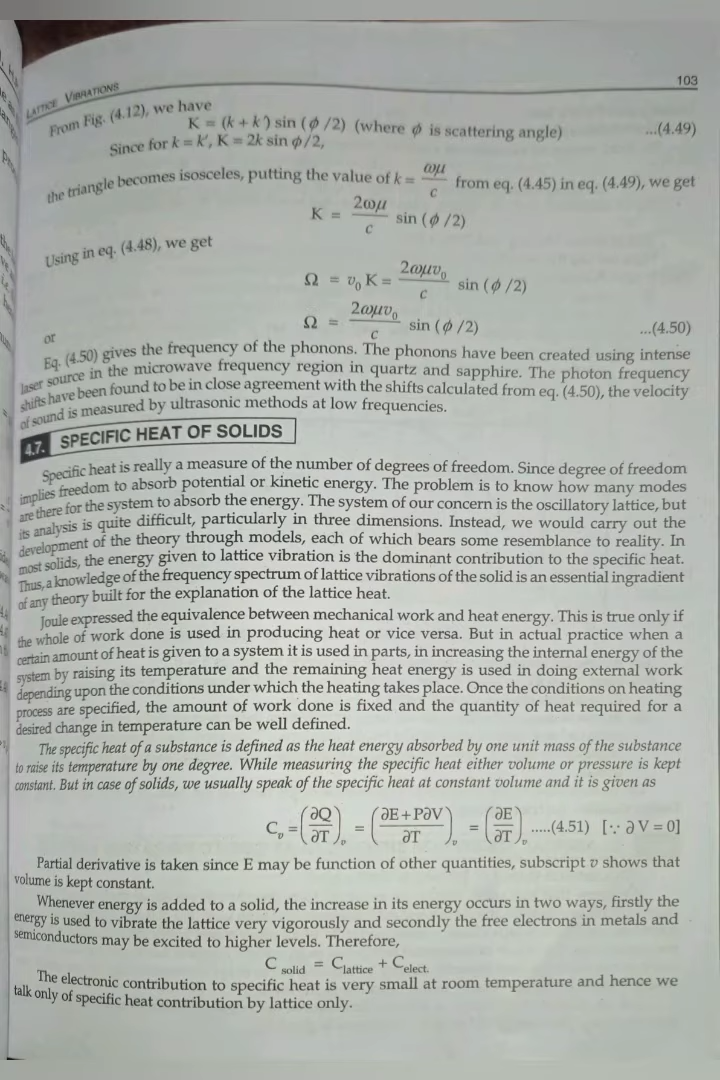 LATTICE VIBRATIONS
103
From Fig. (4.12), we have
K = (k + k') sin (ϕ /2) (where ϕ is scattering angle) ...(4.49)
Since for k = k', K = 2k sin ϕ/2,
the triangle becomes isosceles, putting the value of k = ωμ/c from eq. (4.45) in eq. (4.49), we get
K = 2ωμ/c sin (ϕ /2)
Using in eq. (4.48), we get
Ω = v₀ K = 2ωμv₀/c sin (ϕ /2)
or
Ω = 2ωμv₀/c sin (ϕ /2) ...(4.50)
Eq. (4.50) gives the frequency of the phonons. The phonons have been created using intense
laser source in the microwave frequency region in quartz and sapphire. The photon frequency
shifts have been found to be in close agreement with the shifts calculated from eq. (4.50), the velocity
of sound is measured by ultrasonic methods at low frequencies.
4.7. SPECIFIC HEAT OF SOLIDS
Specific heat is really a measure of the number of degrees of freedom. Since degree of freedom
implies freedom to absorb potential or kinetic energy. The problem is to know how many modes
are there for the system to absorb the energy. The system of our concern is the oscillatory lattice, but
its analysis is quite difficult, particularly in three dimensions. Instead, we would carry out the
development of the theory through models, each of which bears some resemblance to reality. In
most solids, the energy given to lattice vibration is the dominant contribution to the specific heat.
Thus, a knowledge of the frequency spectrum of lattice vibrations of the solid is an essential ingradient
of any theory built for the explanation of the lattice heat.
Joule expressed the equivalence between mechanical work and heat energy. This is true only if
the whole of work done is used in producing heat or vice versa. But in actual practice when a
certain amount of heat is given to a system it is used in parts, in increasing the internal energy of the
system by raising its temperature and the remaining heat energy is used in doing external work
depending upon the conditions under which the heating takes place. Once the conditions on heating
process are specified, the amount of work done is fixed and the quantity of heat required for a
desired change in temperature can be well defined.
The specific heat of a substance is defined as the heat energy absorbed by one unit mass of the substance
to raise its temperature by one degree. While measuring the specific heat either volume or pressure is kept
constant. But in case of solids, we usually speak of the specific heat at constant volume and it is given as
Cᵥ = (∂Q/∂T)ᵥ = (∂E + P∂V/∂T)ᵥ = (∂E/∂T)ᵥ .....(4.51) [∵ ∂ V = 0]
Partial derivative is taken since E may be function of other quantities, subscript v shows that
volume is kept constant.
Whenever energy is added to a solid, the increase in its energy occurs in two ways, firstly the
energy is used to vibrate the lattice very vigorously and secondly the free electrons in metals and
semiconductors may be excited to higher levels. Therefore,
C solid = C lattice + C elect.
The electronic contribution to specific heat is very small at room temperature and hence we
talk only of specific heat contribution by lattice only.